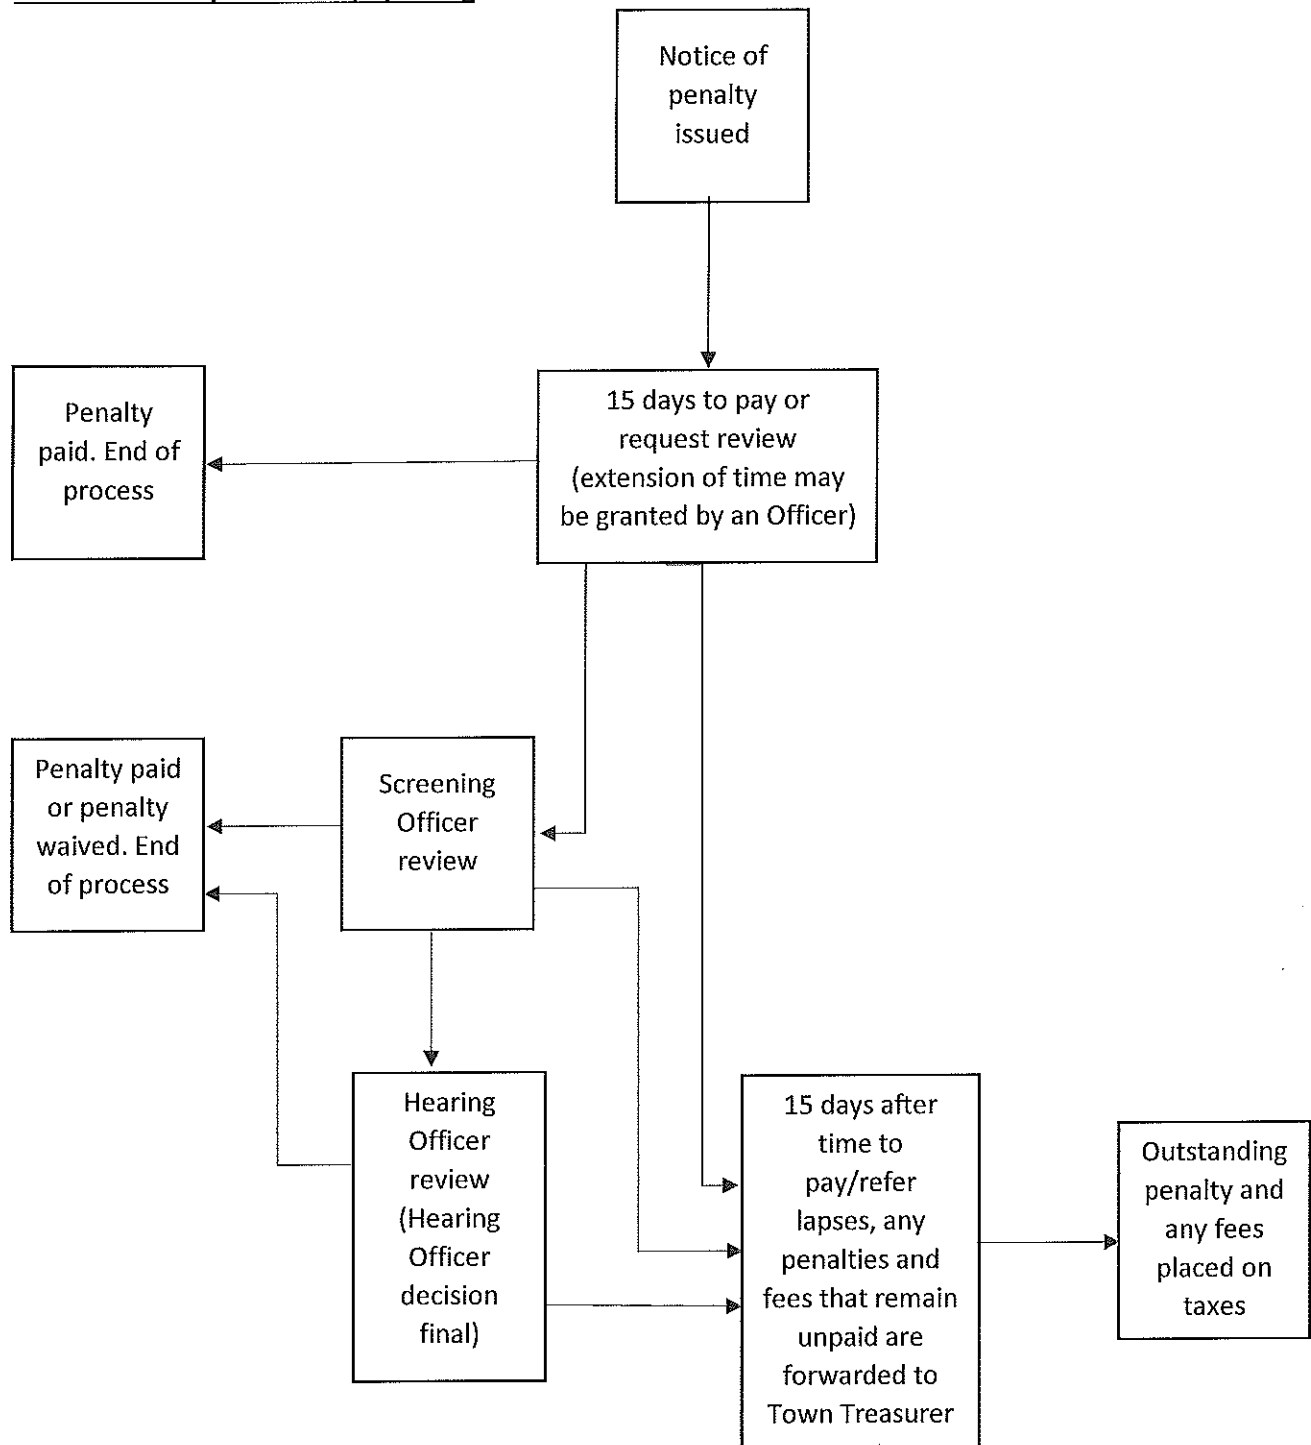 Notice of
penalty
issued
Penalty
paid. End of
process
15 days to pay or
request review
(extension of time may
be granted by an Officer)
Penalty paid
or penalty
waived. End
of process
Screening
Officer
review
Hearing
Officer
review
(Hearing
Officer
decision
final)
15 days after
time to
pay/refer
lapses, any
penalties and
fees that remain
unpaid are
forwarded to
Town Treasurer
Outstanding
penalty and
any fees
placed on
taxes